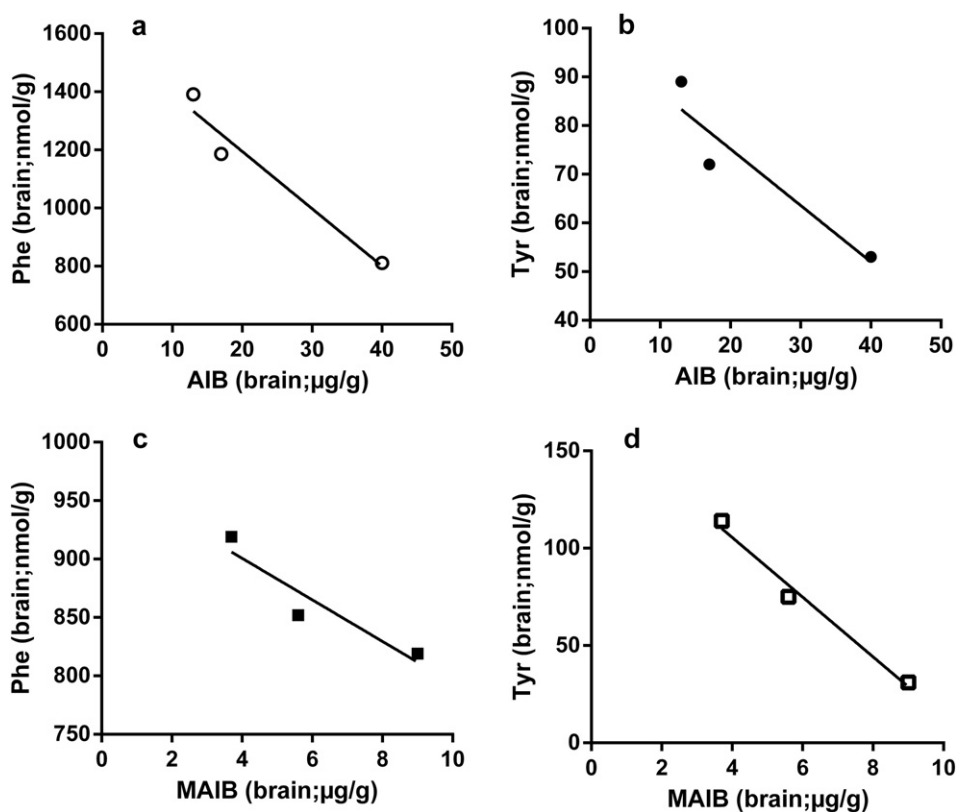 a
Phe (brain;nmol/g)
1600
1400
1200
1000
800
600
0 10 20 30 40 50
AIB (brain;µg/g)
b
Tyr (brain;nmol/g)
100
90
80
70
60
50
40
0 10 20 30 40 50
AIB (brain;µg/g)
c
Phe (brain;nmol/g)
1000
950
900
850
800
750
0 2 4 6 8 10
MAIB (brain;µg/g)
d
Tyr (brain;nmol/g)
150
100
50
0
0 2 4 6 8 10
MAIB (brain;µg/g)